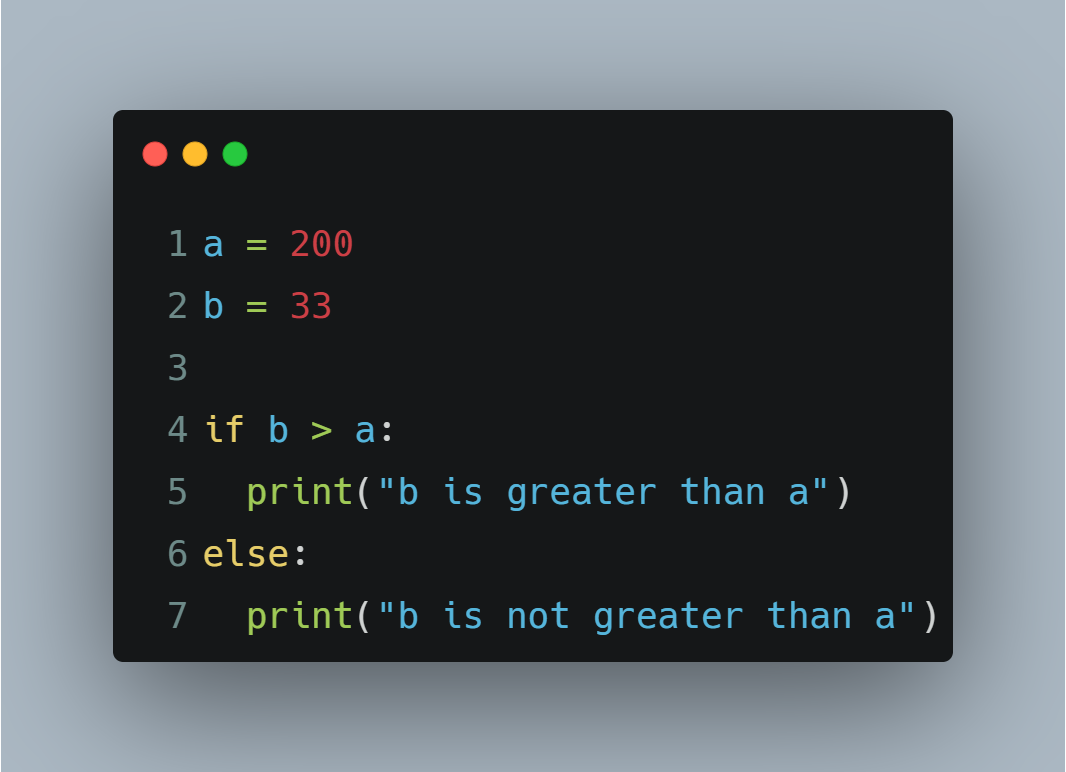 1 a = 200
2 b = 33
3
4 if b > a:
5   print("b is greater than a")
6 else:
7   print("b is not greater than a")